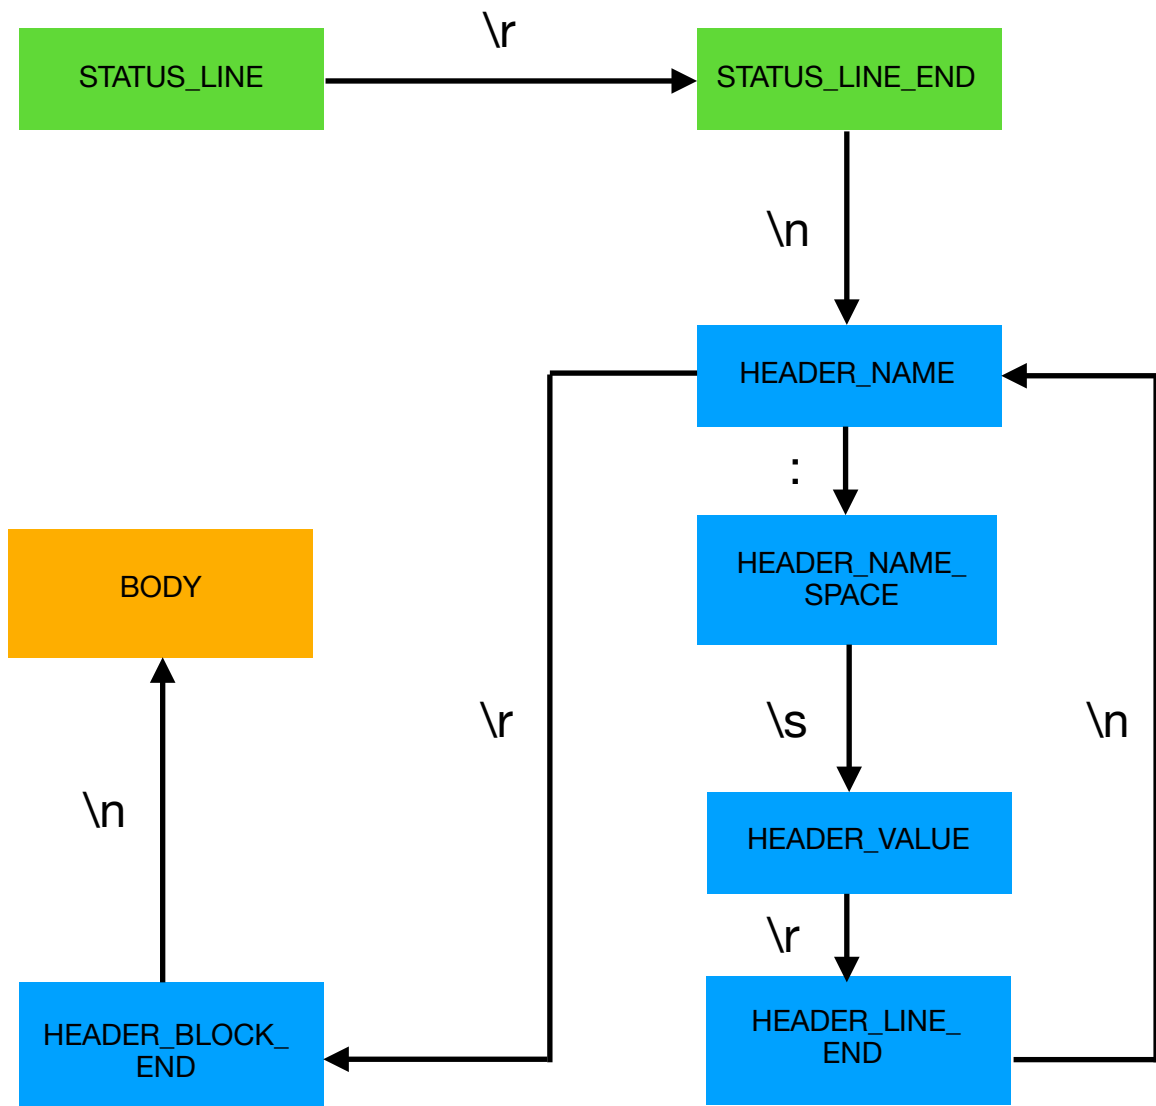 \r
STATUS_LINE
STATUS_LINE_END
\n
HEADER_NAME
:
HEADER_NAME_
SPACE
BODY
\r
\s
\n
\n
HEADER_VALUE
\r
HEADER_BLOCK_
END
HEADER_LINE_
END